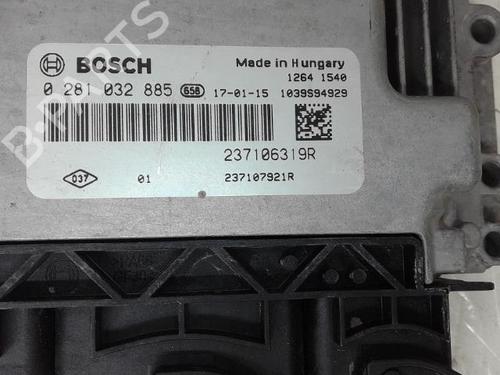 BOSCH
Made in Hungary
1264 1540
0 281 032 885 658 17-01-15 1039S94929
237106319R
037 01 237107921R
B-PARTS